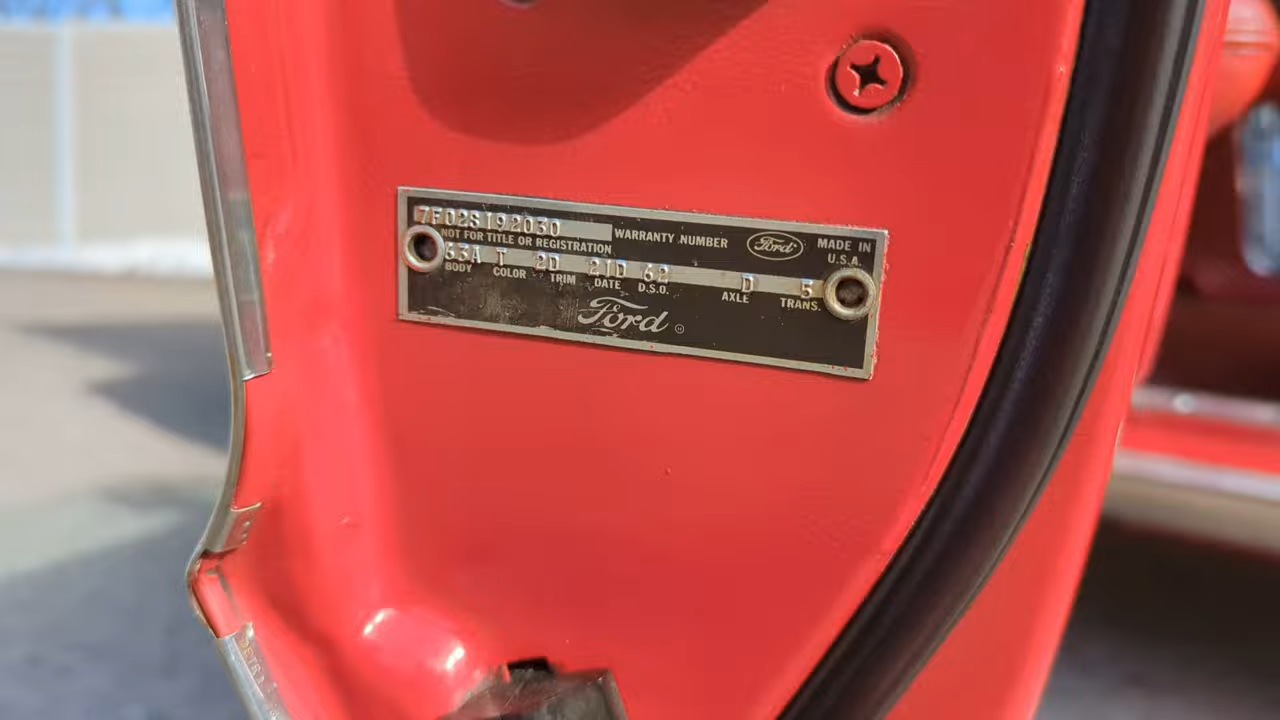 7F02S192030
NOT FOR TITLE OR REGISTRATION
WARRANTY NUMBER
Ford
MADE IN
U.S.A.
63A T 2D 21D 62 D 5
BODY COLOR TRIM DATE D.S.O. AXLE TRANS.
Ford